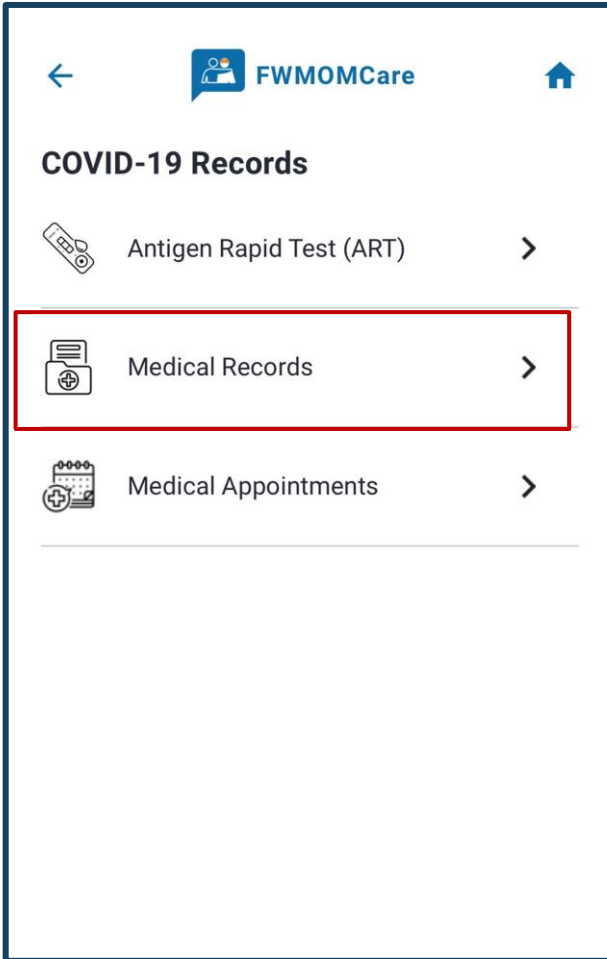 FWMOMCare
COVID-19 Records
Antigen Rapid Test (ART)
Medical Records
Medical Appointments